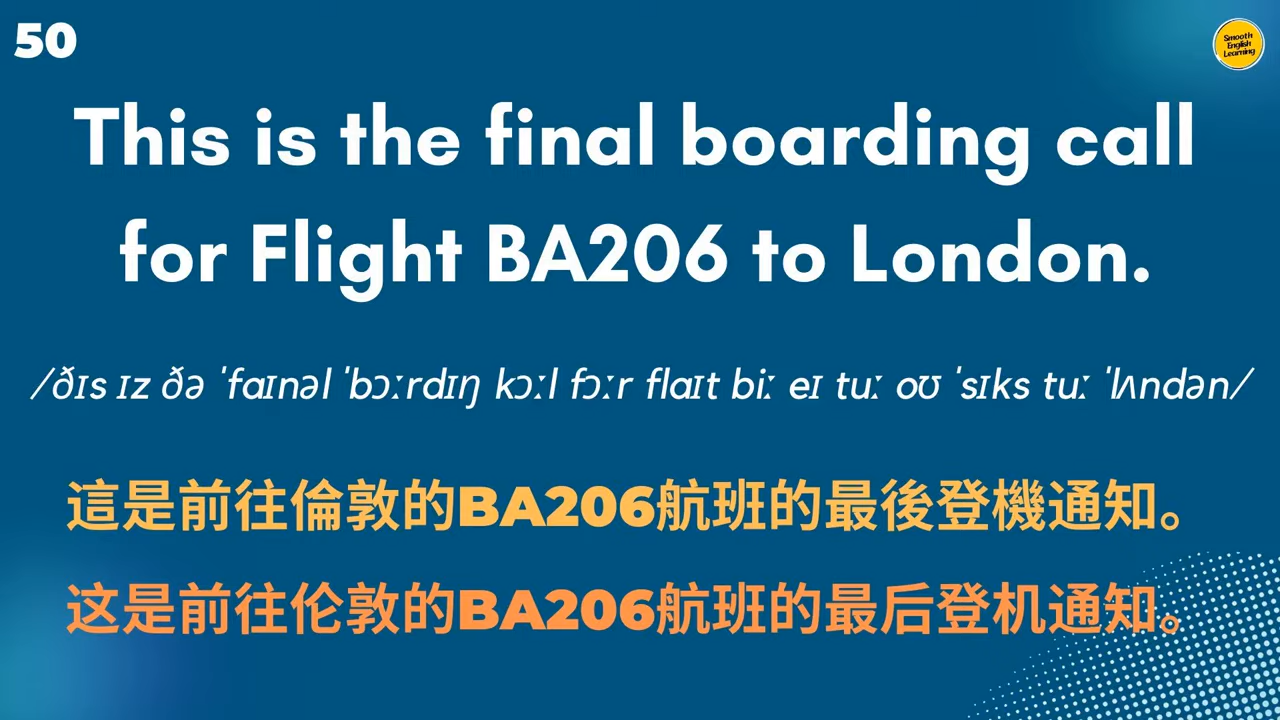 50
Smooth
English
Learning
This is the final boarding call
for Flight BA206 to London.
/ðɪs ɪz ðə ˈfaɪnəl ˈbɔːrdɪŋ kɔːl fɔːr flaɪt biː eɪ tuː oʊ ˈsɪks tuː ˈlʌndən/
這是前往倫敦的BA206航班的最後登機通知。
这是前往伦敦的BA206航班的最后登机通知。